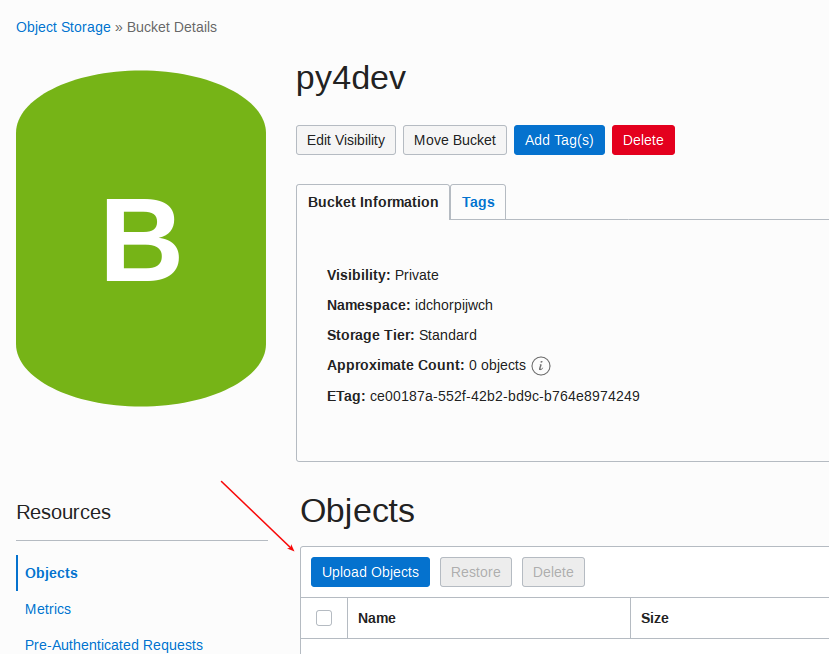 Object Storage » Bucket Details
B
py4dev
Edit Visibility Move Bucket Add Tag(s) Delete
Bucket Information Tags
Visibility: Private
Namespace: idchorpijwch
Storage Tier: Standard
Approximate Count: 0 objects i
ETag: ce00187a-552f-42b2-bd9c-b764e8974249
Resources
Objects
Metrics
Pre-Authenticated Requests
Objects
Upload Objects Restore Delete
Name Size